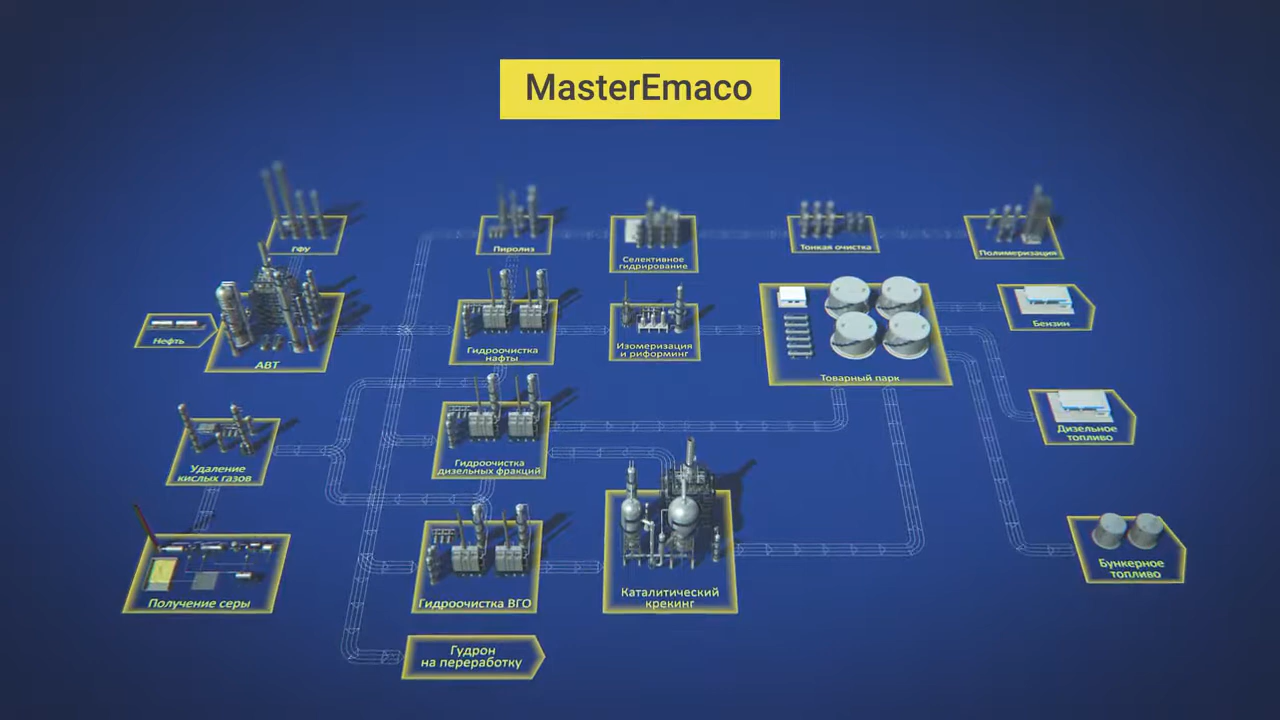 MasterEmaco
ГФУ
Пиролиз
Селективное
гидрирование
Тонкая очистка
Полимеризация
Нефть
АВТ
Гидроочистка
нафты
Изомеризация
и риформинг
Товарный парк
Бензин
Удаление
кислых газов
Гидроочистка
дизельных фракций
Дизельное
топливо
Получение серы
Гидроочистка ВГО
Каталитический
крекинг
Бункерное
топливо
Гудрон
на переработку